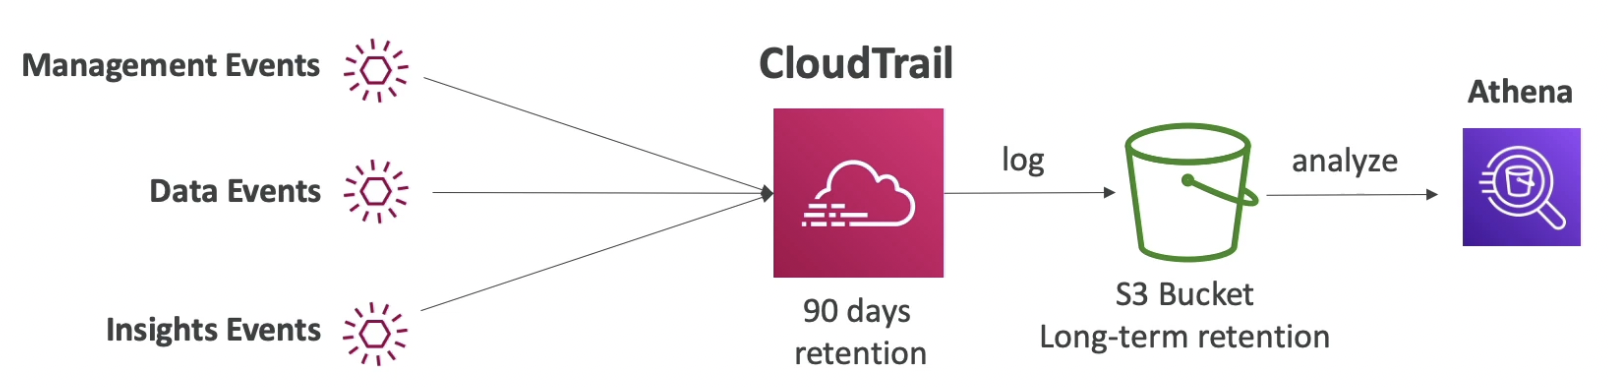 Management Events
Data Events
Insights Events
CloudTrail
90 days
retention
log
S3 Bucket
Long-term retention
analyze
Athena